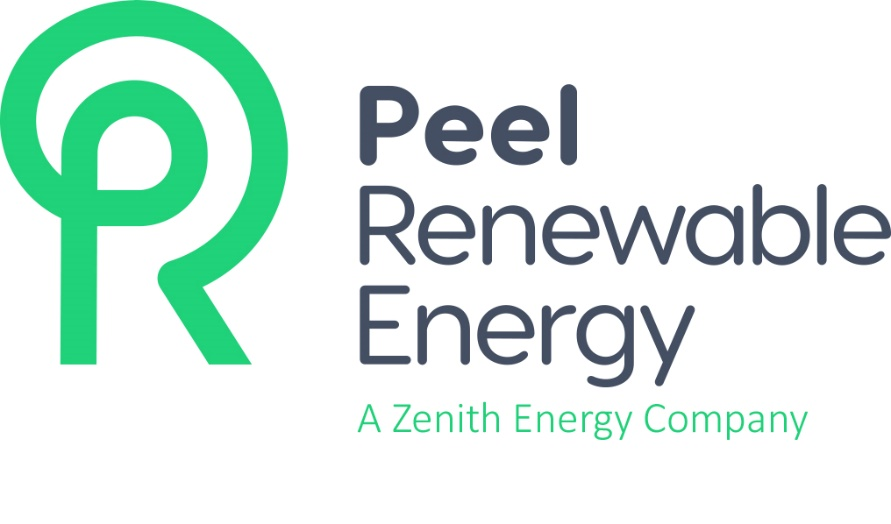 Peel
Renewable
Energy
A Zenith Energy Company